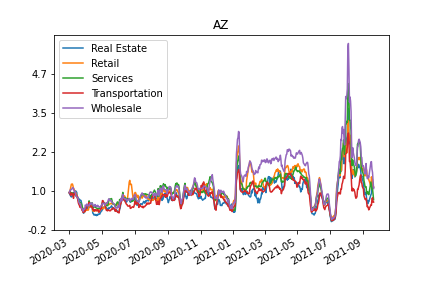 AZ
Real Estate
Retail
Services
Transportation
Wholesale
4.7
3.5
2.2
1.0
-0.2
2020-03
2020-05
2020-07
2020-09
2020-11
2021-01
2021-03
2021-05
2021-07
2021-09